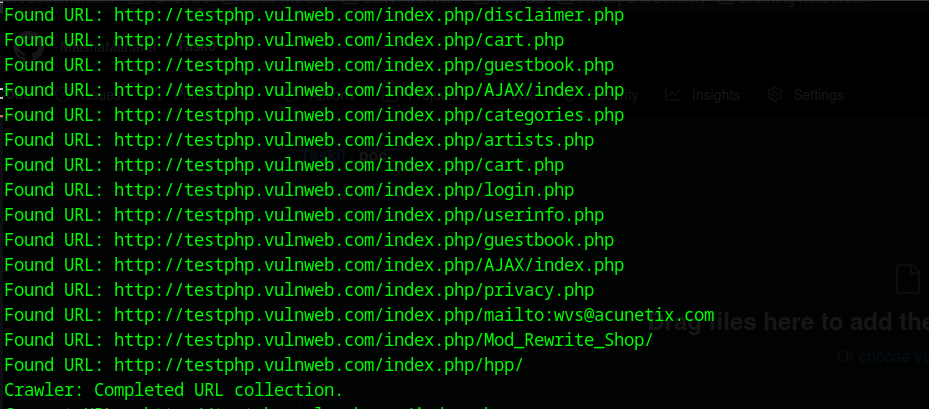 Found URL: http://testphp.vulnweb.com/index.php/disclaimer.php
Found URL: http://testphp.vulnweb.com/index.php/cart.php
Found URL: http://testphp.vulnweb.com/index.php/guestbook.php
Found URL: http://testphp.vulnweb.com/index.php/AJAX/index.php
Insights
Settings
Found URL: http://testphp.vulnweb.com/index.php/categories.php
Found URL: http://testphp.vulnweb.com/index.php/artists.php
Found URL: http://testphp.vulnweb.com/index.php/cart.php
Found URL: http://testphp.vulnweb.com/index.php/login.php
Found URL: http://testphp.vulnweb.com/index.php/userinfo.php
Found URL: http://testphp.vulnweb.com/index.php/guestbook.php
Found URL: http://testphp.vulnweb.com/index.php/AJAX/index.php
Found URL: http://testphp.vulnweb.com/index.php/privacy.php
Found URL: http://testphp.vulnweb.com/index.php/mailto:wvs@acunetix.com
Drag files here to add the
Found URL: http://testphp.vulnweb.com/index.php/Mod_Rewrite_Shop/
Or choose
Found URL: http://testphp.vulnweb.com/index.php/hpp/
Crawler: Completed URL collection.